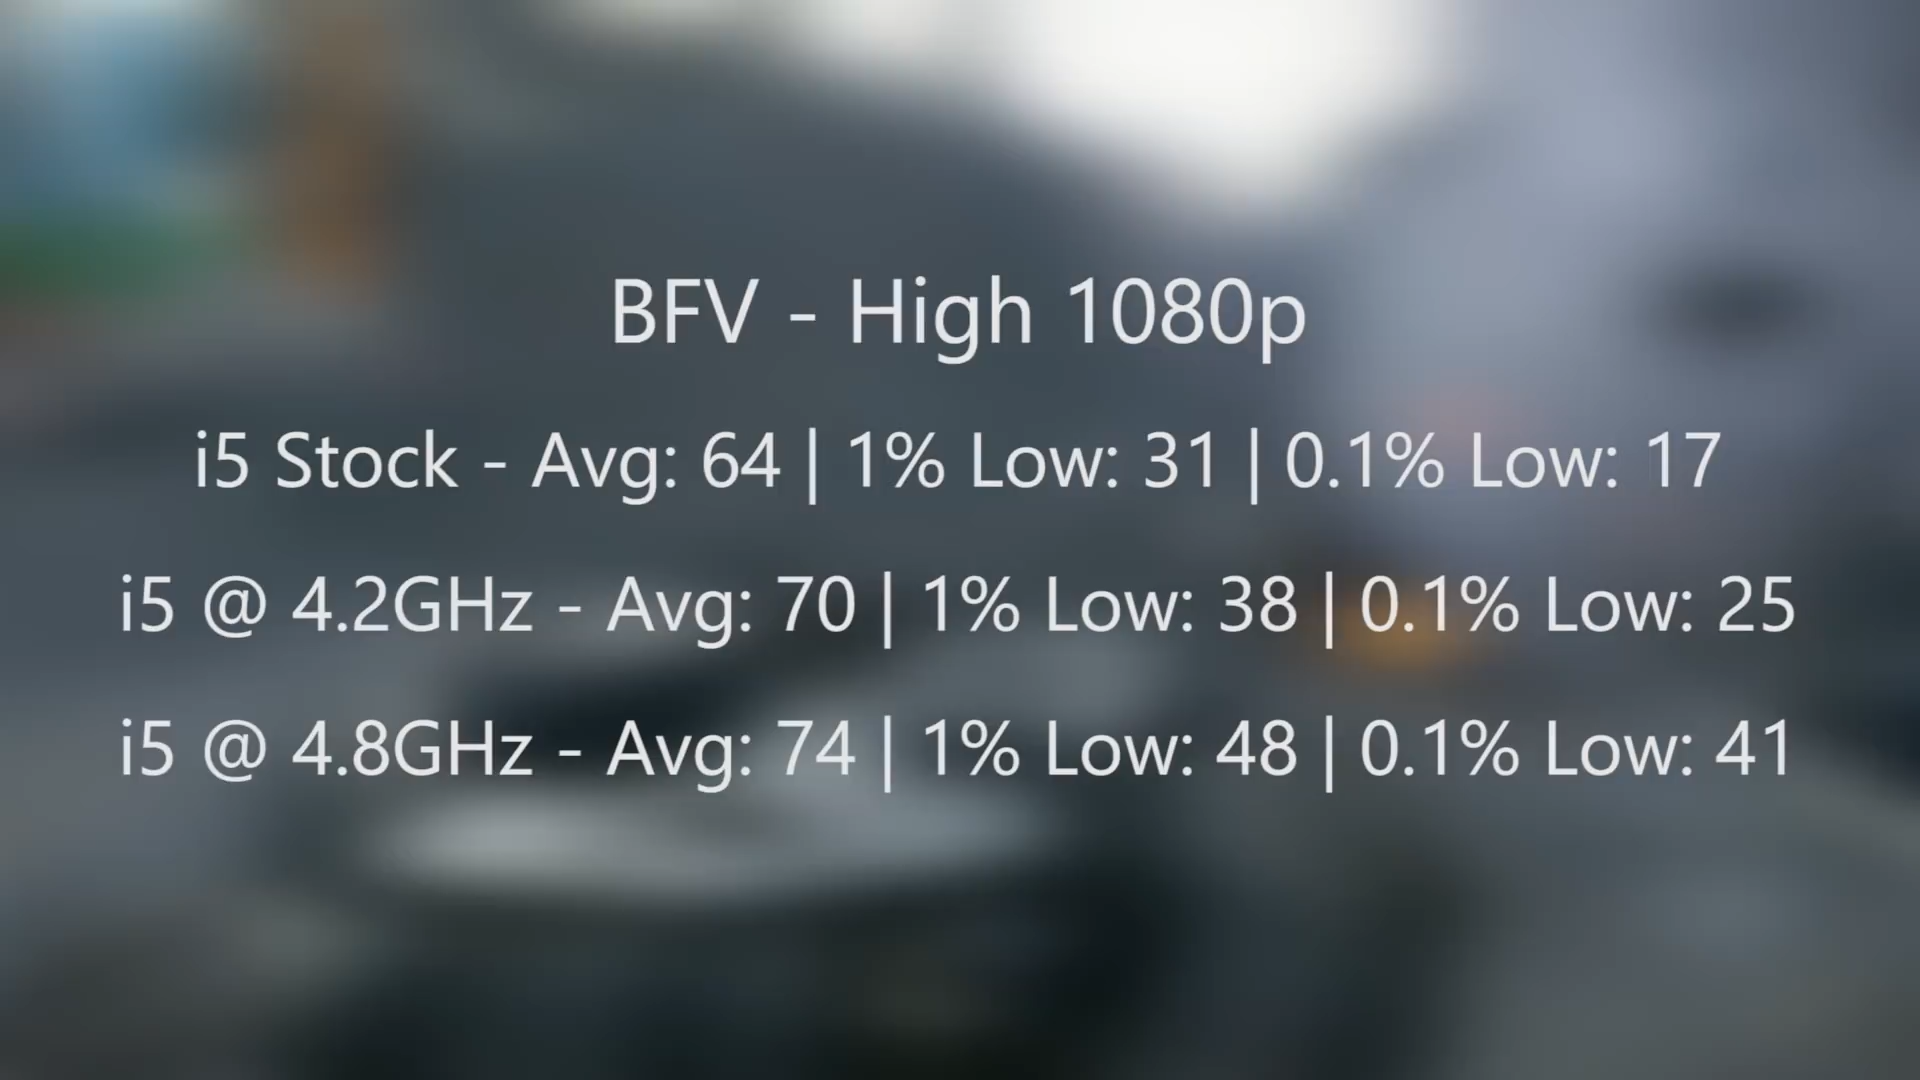 BFV - High 1080p
i5 Stock - Avg: 64 | 1% Low: 31 | 0.1% Low: 17
i5 @ 4.2GHz - Avg: 70 | 1% Low: 38 | 0.1% Low: 25
i5 @ 4.8GHz - Avg: 74 | 1% Low: 48 | 0.1% Low: 41